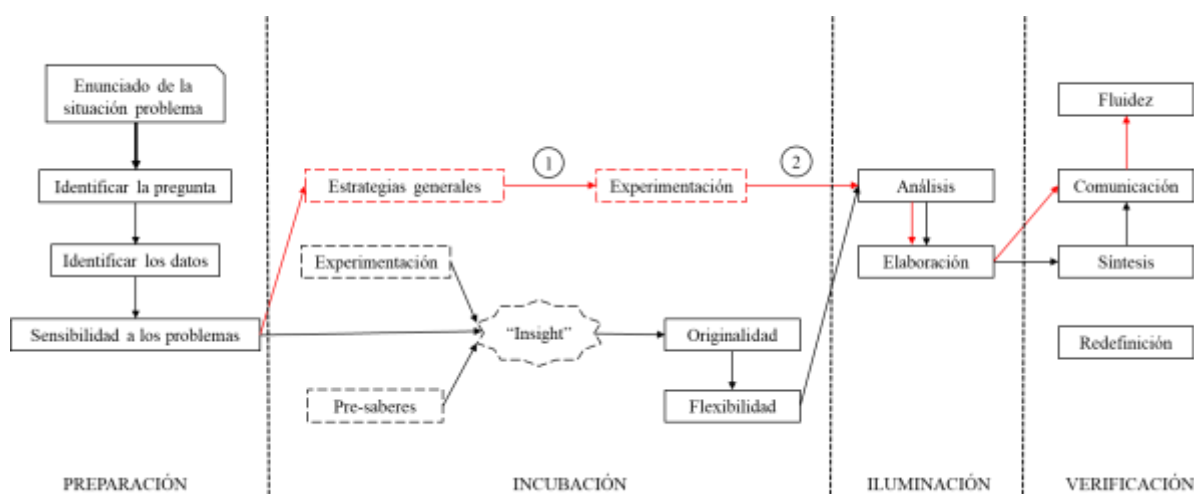 Enunciado de la
situación problema
Identificar la pregunta
Identificar los datos
Sensibilidad a los problemas
PREPARACIÓN
Estrategias generales
1
Experimentación
2
Experimentación
"Insight"
Pre-saberes
Originalidad
Flexibilidad
INCUBACIÓN
Análisis
Elaboración
ILUMINACIÓN
Fluidez
Comunicación
Síntesis
Redefinición
VERIFICACIÓN